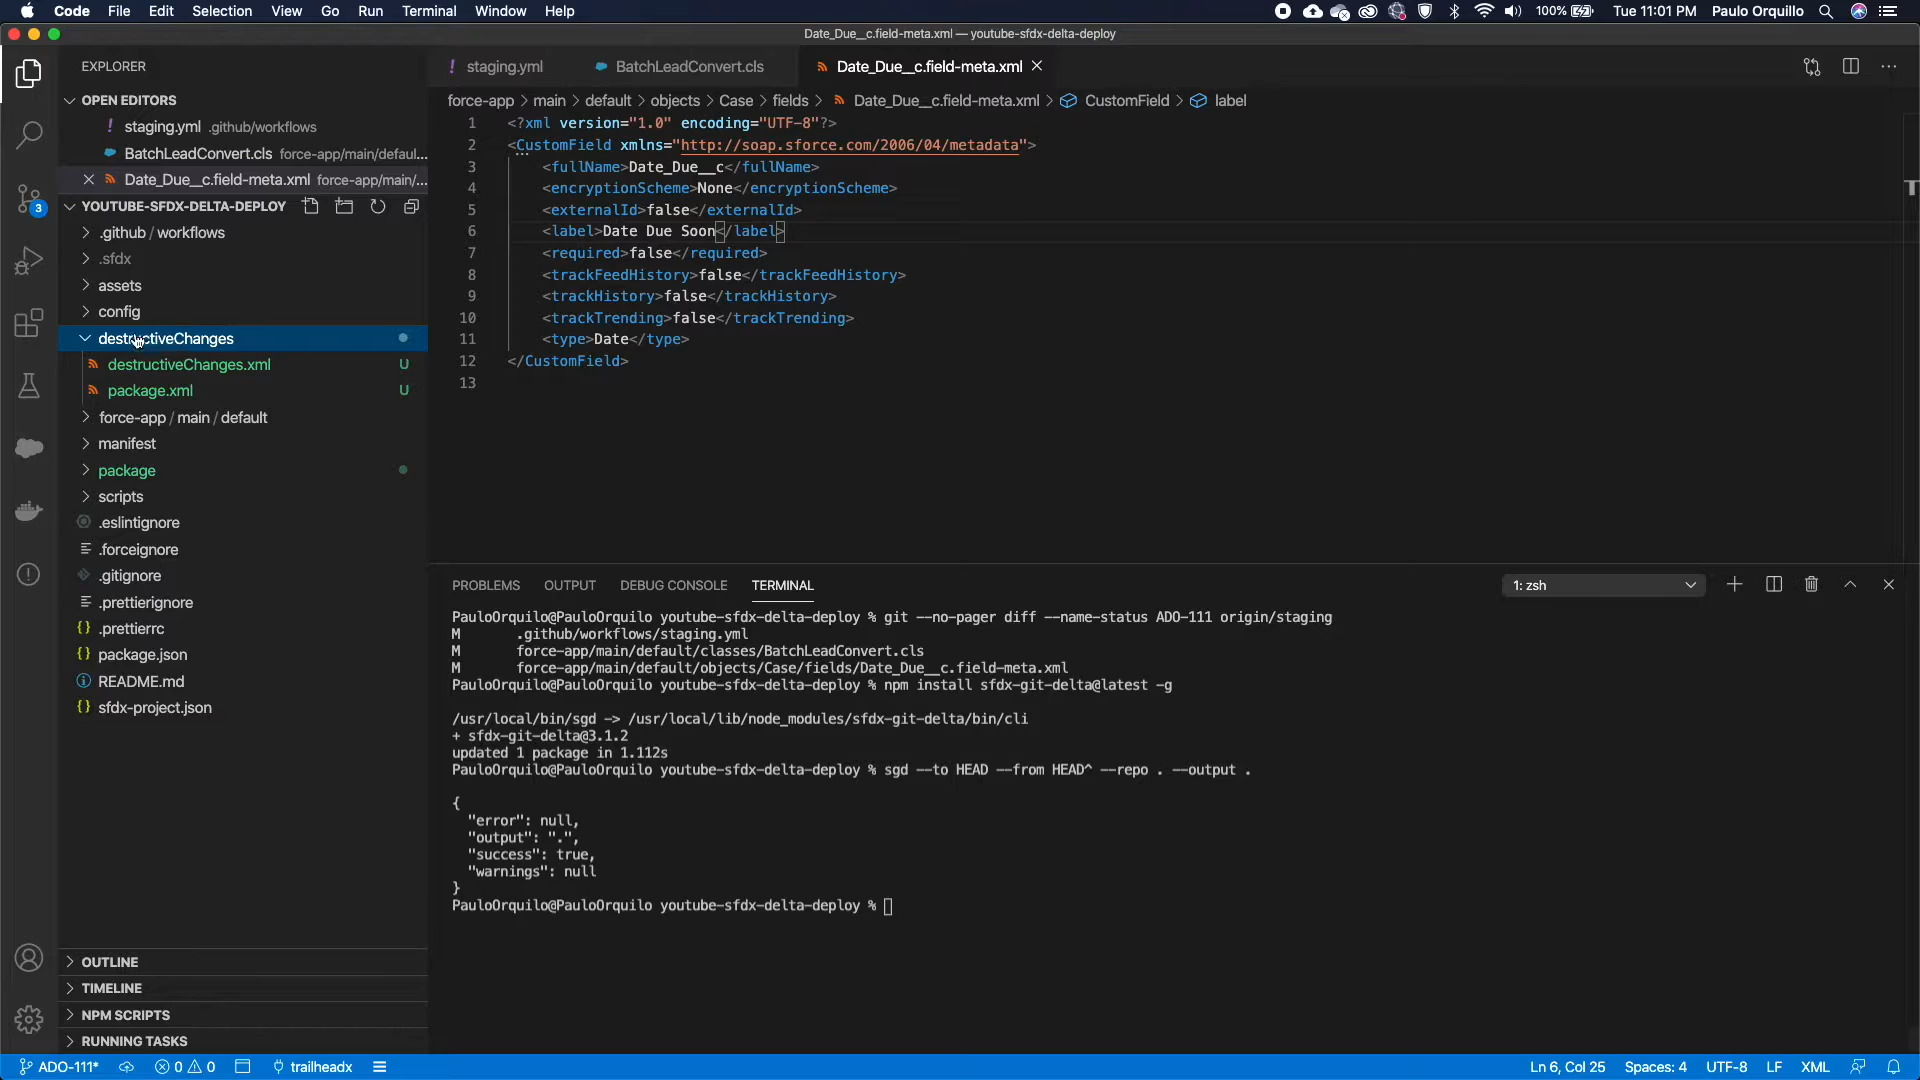 Code File Edit Selection View Go Run Terminal Window Help 100% Tue 11:01 PM Paulo Orquillo
Date_Due__c.field-meta.xml — youtube-sfdx-delta-deploy
EXPLORER
OPEN EDITORS
! staging.yml .github/workflows
BatchLeadConvert.cls force-app/main/defaul...
Date_Due__c.field-meta.xml force-app/main/...
3
YOUTUBE-SFDX-DELTA-DEPLOY
.github / workflows
.sfdx
assets
config
destructiveChanges
destructiveChanges.xml U
package.xml U
force-app / main / default
manifest
package
scripts
.eslintignore
.forceignore
.gitignore
.prettierignore
{} .prettierrc
{} package.json
README.md
{} sfdx-project.json
OUTLINE
TIMELINE
NPM SCRIPTS
RUNNING TASKS
! staging.yml BatchLeadConvert.cls Date_Due__c.field-meta.xml
force-app > main > default > objects > Case > fields > Date_Due__c.field-meta.xml > CustomField > label
1 <?xml version="1.0" encoding="UTF-8"?>
2 <CustomField xmlns="http://soap.sforce.com/2006/04/metadata">
3 <fullName>Date_Due__c</fullName>
4 <encryptionScheme>None</encryptionScheme>
5 <externalId>false</externalId>
6 <label>Date Due Soon</label>
7 <required>false</required>
8 <trackFeedHistory>false</trackFeedHistory>
9 <trackHistory>false</trackHistory>
10 <trackTrending>false</trackTrending>
11 <type>Date</type>
12 </CustomField>
13
PROBLEMS OUTPUT DEBUG CONSOLE TERMINAL 1: zsh
PauloOrquilo@PauloOrquilo youtube-sfdx-delta-deploy % git --no-pager diff --name-status ADO-111 origin/staging
M .github/workflows/staging.yml
M force-app/main/default/classes/BatchLeadConvert.cls
M force-app/main/default/objects/Case/fields/Date_Due__c.field-meta.xml
PauloOrquilo@PauloOrquilo youtube-sfdx-delta-deploy % npm install sfdx-git-delta@latest -g
/usr/local/bin/sgd -> /usr/local/lib/node_modules/sfdx-git-delta/bin/cli
+ sfdx-git-delta@3.1.2
updated 1 package in 1.112s
PauloOrquilo@PauloOrquilo youtube-sfdx-delta-deploy % sgd --to HEAD --from HEAD^ --repo . --output .
{
"error": null,
"output": ".",
"success": true,
"warnings": null
}
PauloOrquilo@PauloOrquilo youtube-sfdx-delta-deploy %
ADO-111* 0 0 trailheadx Ln 6, Col 25 Spaces: 4 UTF-8 LF XML